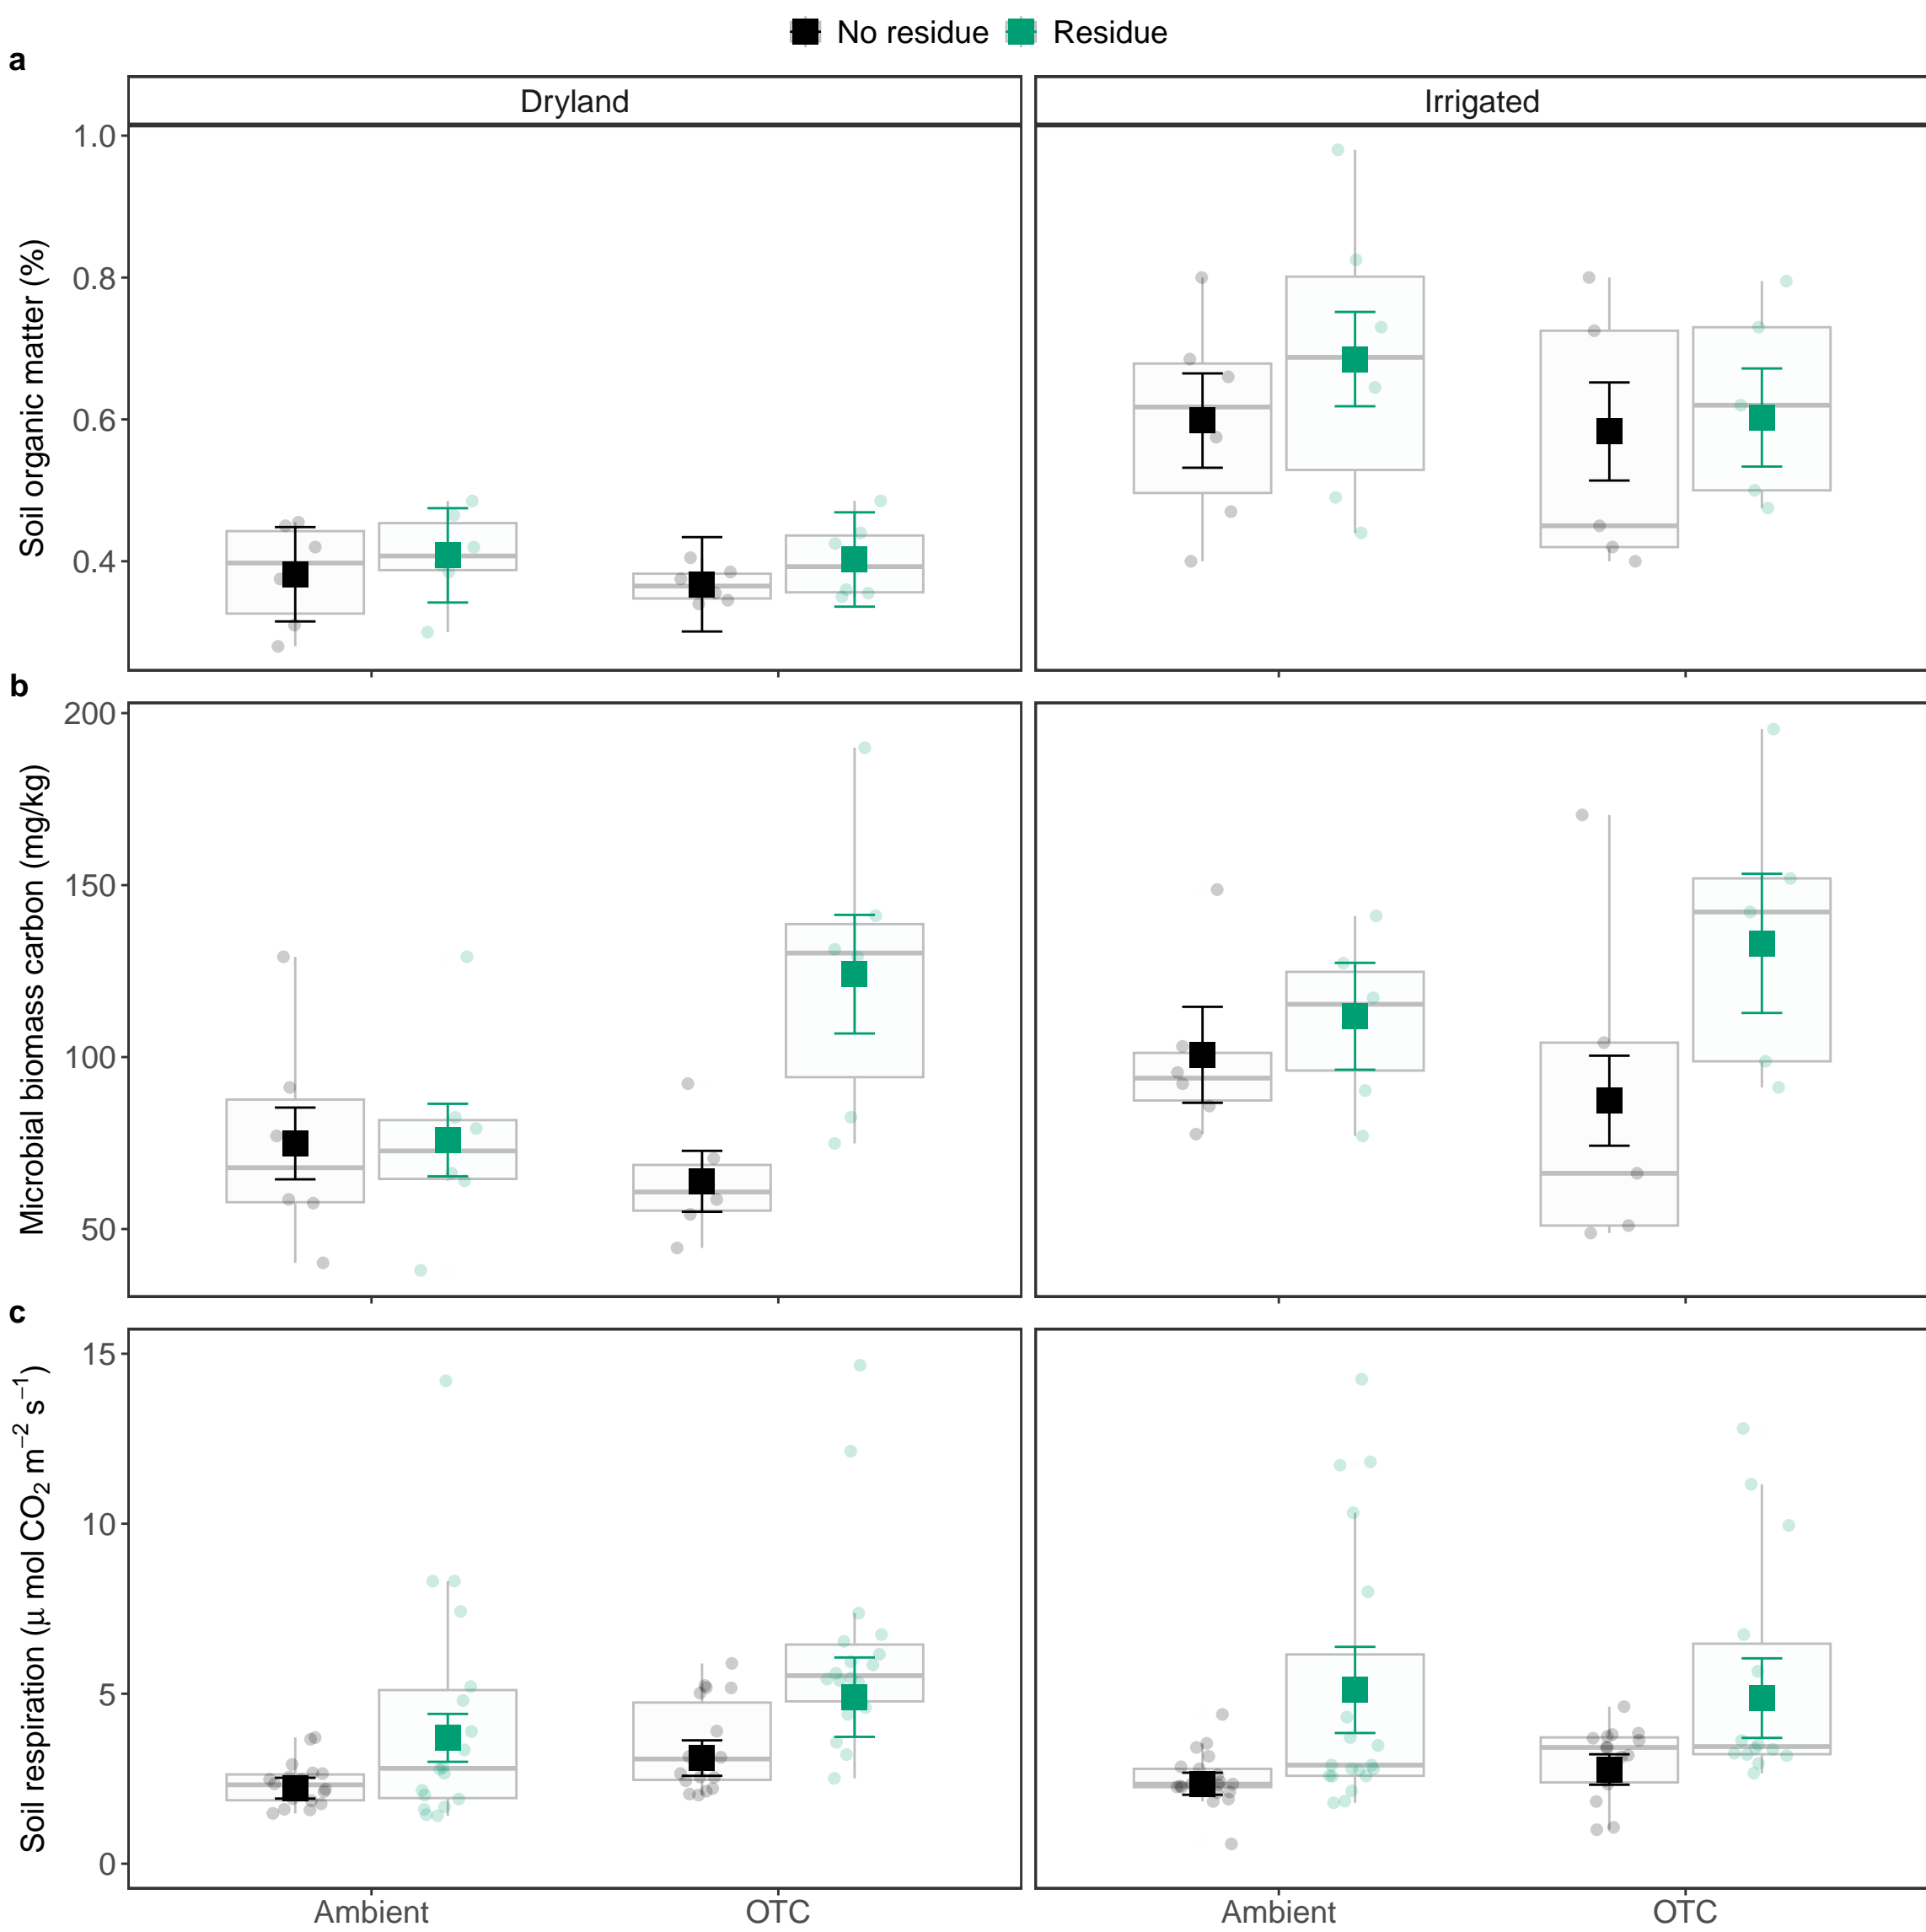 No residue Residue
a
Dryland Irrigated
Soil organic matter (%)
1.0
0.8
0.6
0.4
b
Microbial biomass carbon (mg/kg)
200
150
100
50
c
Soil respiration (μ mol CO₂ m⁻² s⁻¹)
15
10
5
0
Ambient OTC Ambient OTC